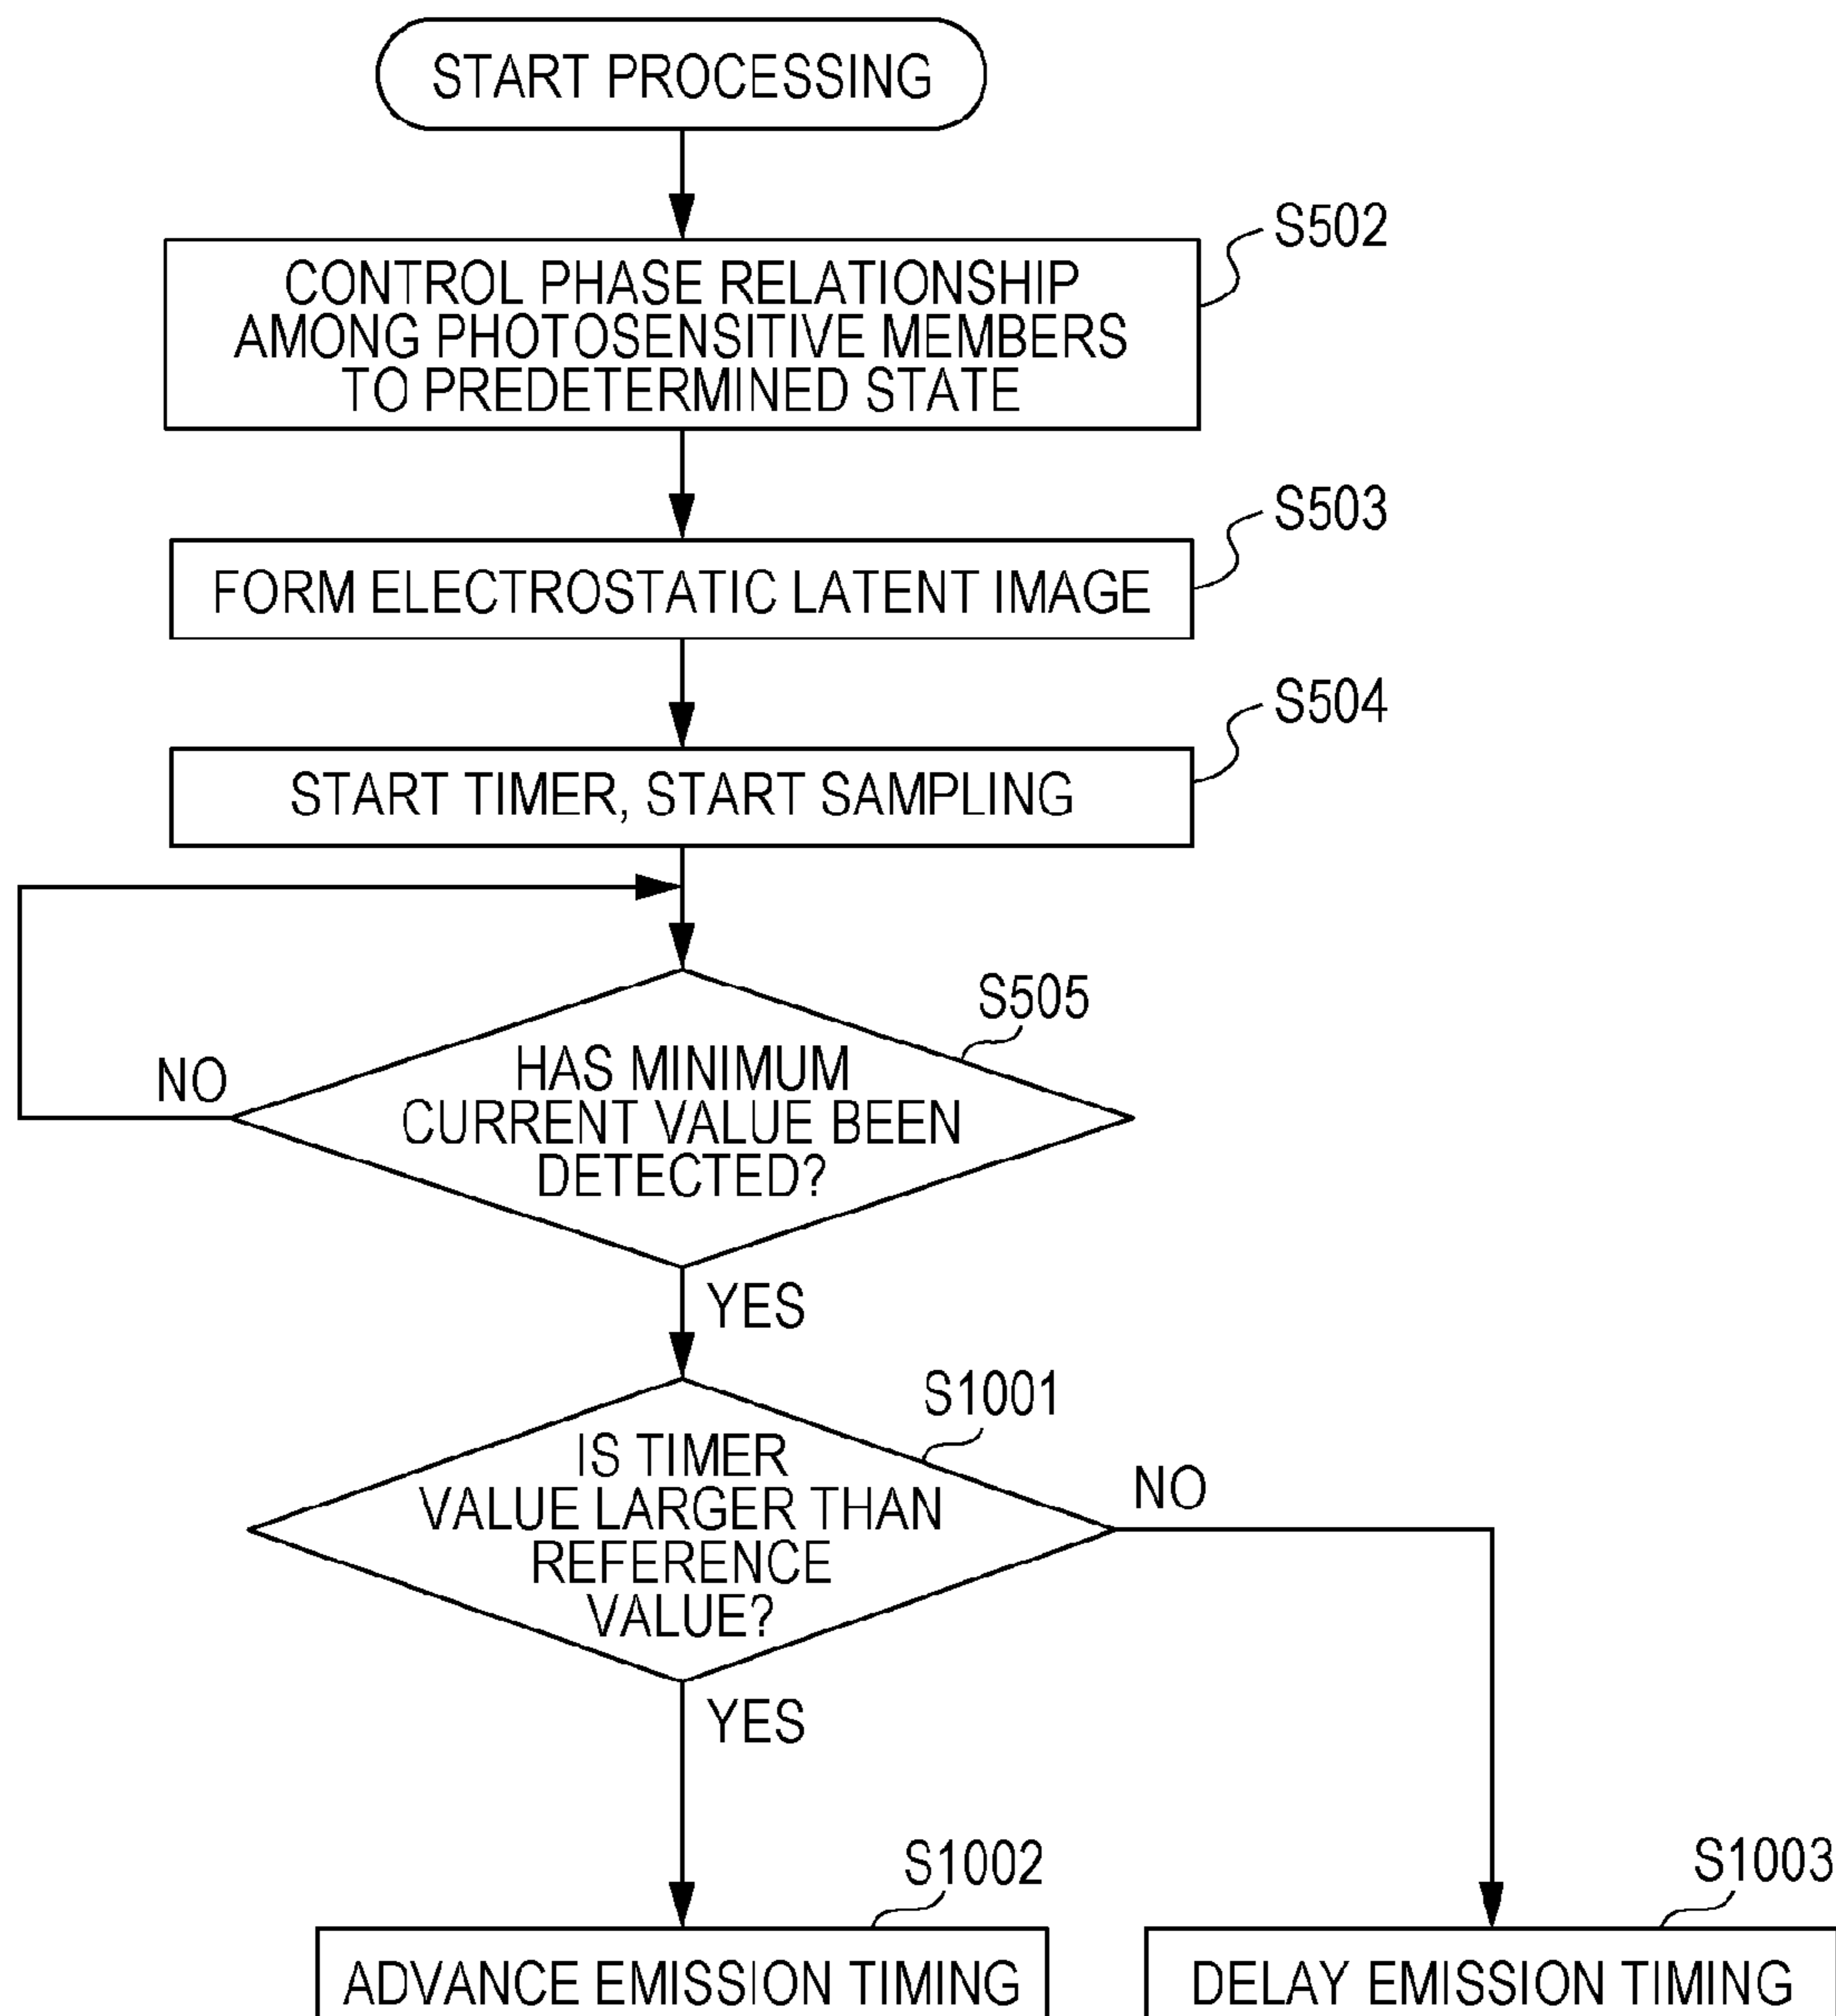 START PROCESSING
S502
CONTROL PHASE RELATIONSHIP
AMONG PHOTOSENSITIVE MEMBERS
TO PREDETERMINED STATE
S503
FORM ELECTROSTATIC LATENT IMAGE
S504
START TIMER, START SAMPLING
S505
HAS MINIMUM
CURRENT VALUE BEEN
DETECTED?
NO
YES
S1001
IS TIMER
VALUE LARGER THAN
REFERENCE
VALUE?
NO
YES
S1002
ADVANCE EMISSION TIMING
S1003
DELAY EMISSION TIMING